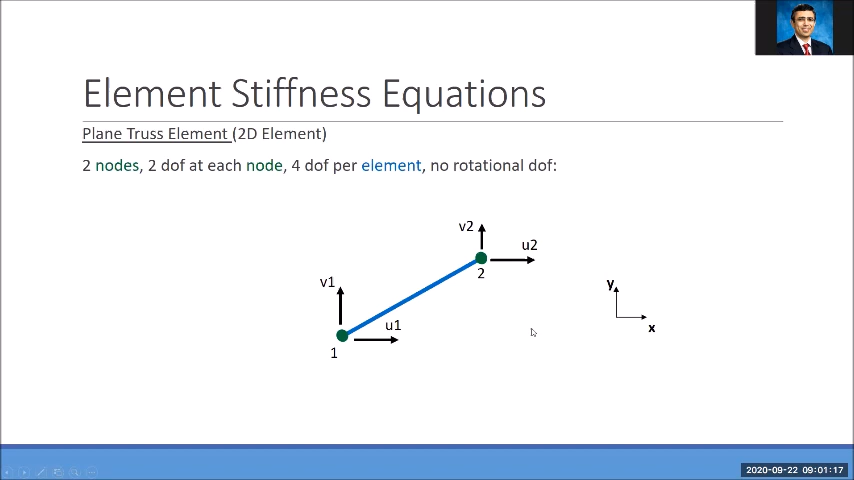 Element Stiffness Equations
Plane Truss Element (2D Element)
2 nodes, 2 dof at each node, 4 dof per element, no rotational dof:
v2
u2
2
v1
u1
1
y
x
2020-09-22 09:01:17